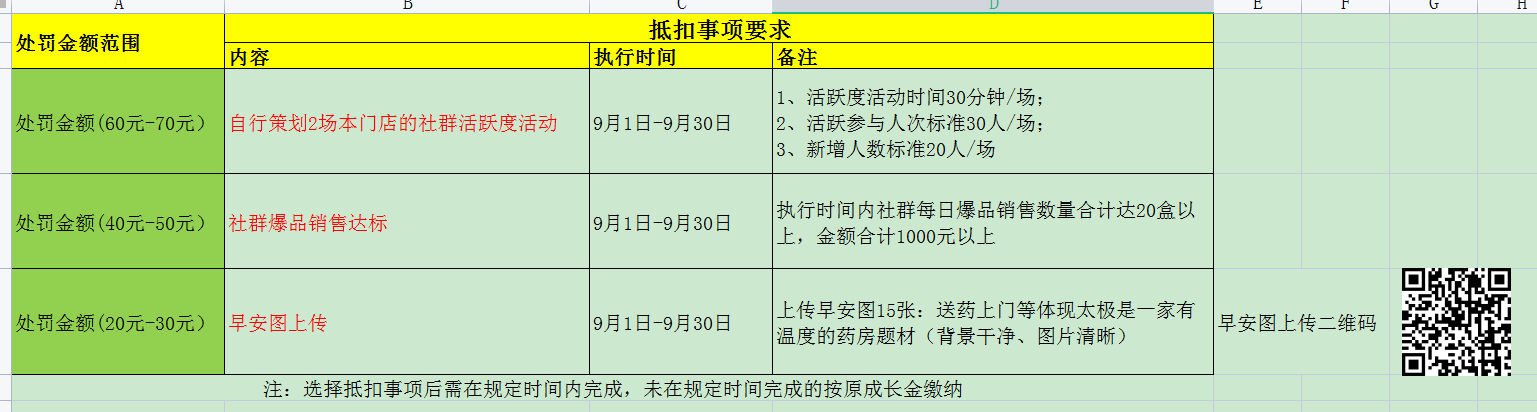 A B C D E F G H
处罚金额范围
抵扣事项要求
内容 执行时间 备注
处罚金额(60元-70元)
自行策划2场本门店的社群活跃度活动
9月1日-9月30日
1、活跃度活动时间30分钟/场;
2、活跃参与人次标准30人/场;
3、新增人数标准20人/场
处罚金额(40元-50元)
社群爆品销售达标
9月1日-9月30日
执行时间内社群每日爆品销售数量合计达20盒以
上，金额合计1000元以上
处罚金额(20元-30元)
早安图上传
9月1日-9月30日
上传早安图15张：送药上门等体现太极是一家有
温度的药房题材（背景干净、图片清晰）
早安图上传二维码
注：选择抵扣事项后需在规定时间内完成，未在规定时间完成的按原成长金缴纳